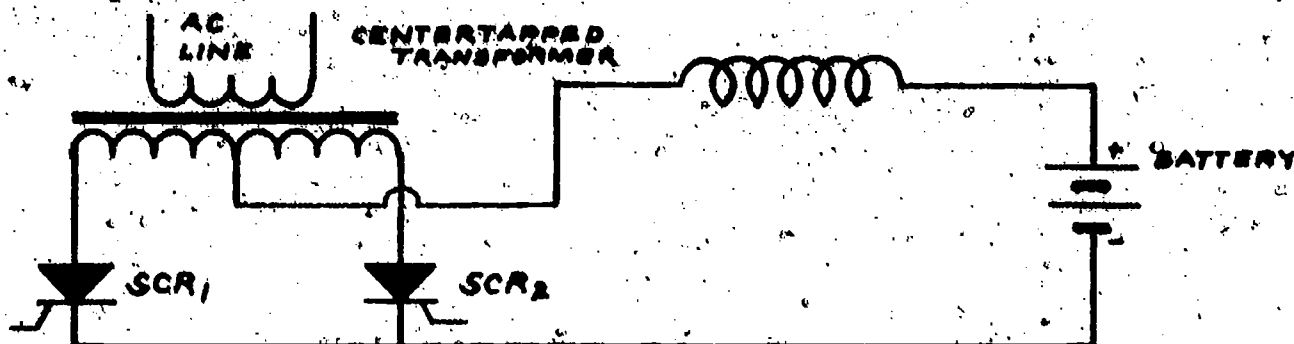 AC
LINE
CENTERTAPPED
TRANSFORMER
+
BATTERY
-
SCR1
SCR2